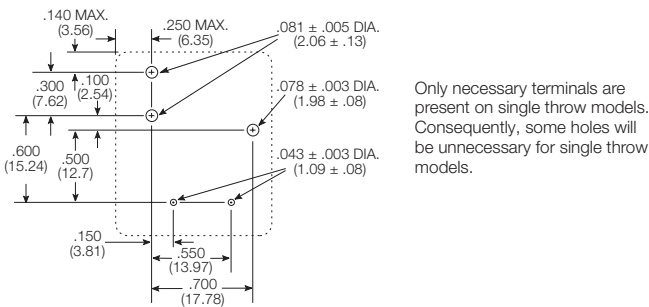 .140 MAX.
(3.56)
.250 MAX.
(6.35)
.081 ± .005 DIA.
(2.06 ± .13)
.300
(7.62)
.100
(2.54)
.078 ± .003 DIA.
(1.98 ± .08)
.600
(15.24)
.500
(12.7)
.043 ± .003 DIA.
(1.09 ± .08)
.150
(3.81)
.550
(13.97)
.700
(17.78)
Only necessary terminals are
present on single throw models.
Consequently, some holes will
be unnecessary for single throw
models.